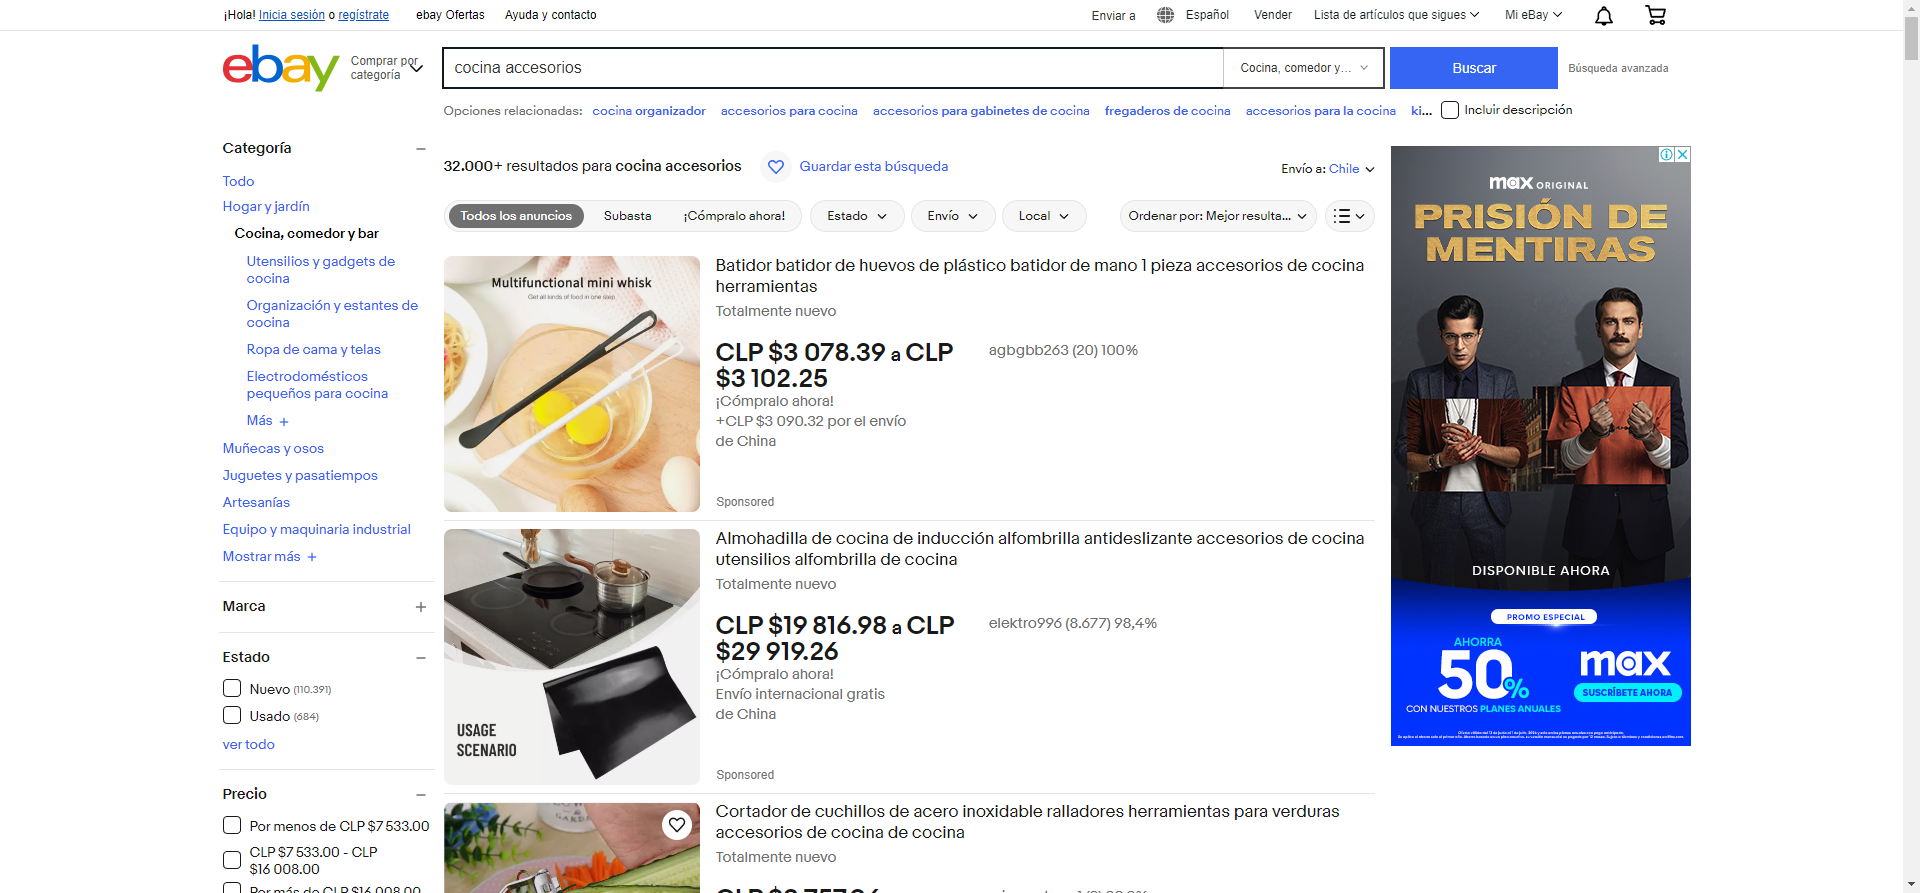 ¡Hola! Inicia sesión o regístrate
ebay Ofertas
Ayuda y contacto
Enviar a
Español
Vender
Lista de artículos que sigues
Mi eBay
ebay
Comprar por
categoría
cocina accesorios
Cocina, comedor y...
Buscar
Búsqueda avanzada
Opciones relacionadas:
cocina organizador
accesorios para cocina
accesorios para gabinetes de cocina
fregaderos de cocina
accesorios para la cocina
ki...
Incluir descripción
Categoría
Todo
Hogar y jardín
Cocina, comedor y bar
Utensilios y gadgets de
cocina
Organización y estantes de
cocina
Ropa de cama y telas
Electrodomésticos
pequeños para cocina
Más +
Muñecas y osos
Juguetes y pasatiempos
Artesanías
Equipo y maquinaria industrial
Mostrar más +
Marca
Estado
Nuevo (110.391)
Usado (684)
ver todo
Precio
Por menos de CLP $7 533.00
CLP $7 533.00 - CLP
$16 008.00
Por más de CLP $16 008.00
32.000+ resultados para cocina accesorios
Guardar esta búsqueda
Envío a: Chile
Todos los anuncios
Subasta
¡Cómpralo ahora!
Estado
Envío
Local
Ordenar por: Mejor resulta...
Multifunctional mini whisk
Get all kinds of food in one step
Batidor batidor de huevos de plástico batidor de mano 1 pieza accesorios de cocina
herramientas
Totalmente nuevo
CLP $3 078.39 a CLP
$3 102.25
agbgbb263 (20) 100%
¡Cómpralo ahora!
+CLP $3 090.32 por el envío
de China
Sponsored
USAGE
SCENARIO
Almohadilla de cocina de inducción alfombrilla antideslizante accesorios de cocina
utensilios alfombrilla de cocina
Totalmente nuevo
CLP $19 816.98 a CLP
$29 919.26
elektro996 (8.677) 98,4%
¡Cómpralo ahora!
Envío internacional gratis
de China
Sponsored
Cortador de cuchillos de acero inoxidable ralladores herramientas para verduras
accesorios de cocina de cocina
Totalmente nuevo
max ORIGINAL
PRISIÓN DE
MENTIRAS
DISPONIBLE AHORA
PROMO ESPECIAL
AHORRA
50%
CON NUESTROS PLANES ANUALES
max
SUSCRÍBETE AHORA